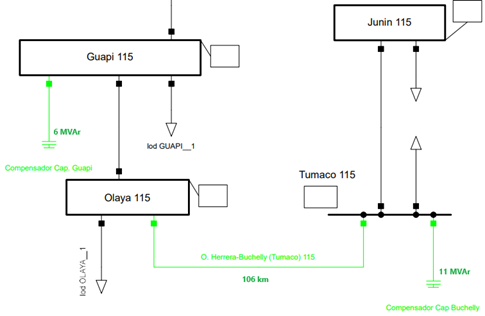 Junin 115
Guapi 115
6 MVAr
lod GUAPI__1
Compensador Cap. Guapi
Tumaco 115
Olaya 115
lod OLAYA__1
O. Herrera-Buchelly (Tumaco) 115
106 km
11 MVAr
Compensador Cap Buchelly